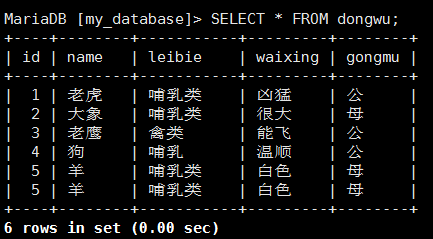 MariaDB [my_database]> SELECT * FROM dongwu;
+----+--------+-----------+---------+--------+
| id | name   | leibie    | waixing | gongmu |
+----+--------+-----------+---------+--------+
|  1 | 老虎   | 哺乳类    | 凶猛    | 公     |
|  2 | 大象   | 哺乳类    | 很大    | 母     |
|  3 | 老鹰   | 禽类      | 能飞    | 公     |
|  4 | 狗     | 哺乳      | 温顺    | 公     |
|  5 | 羊     | 哺乳类    | 白色    | 母     |
|  5 | 羊     | 哺乳类    | 白色    | 母     |
+----+--------+-----------+---------+--------+
6 rows in set (0.00 sec)